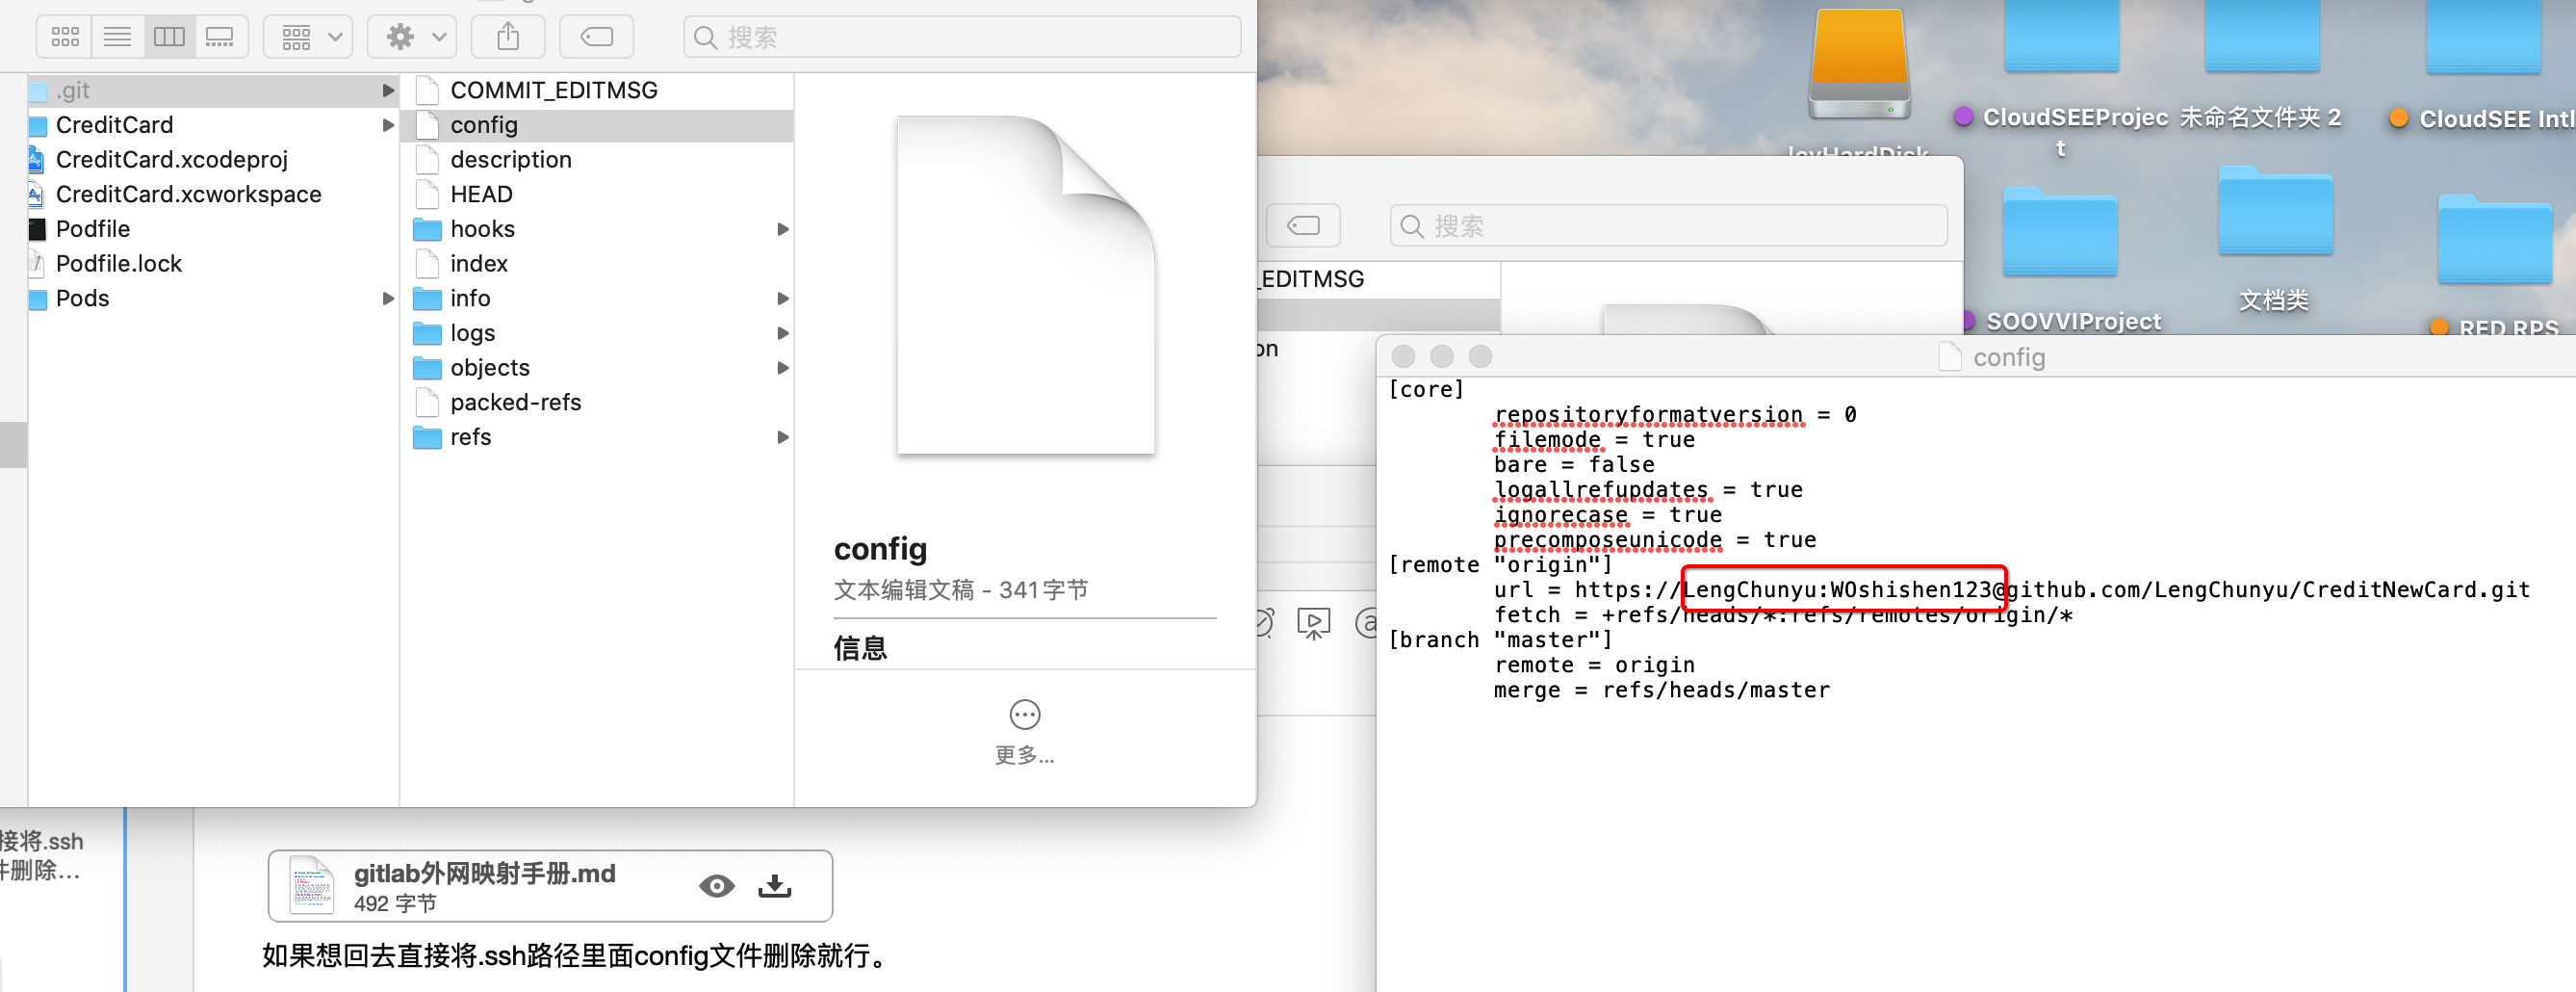 搜索
.git
CreditCard
CreditCard.xcodeproj
CreditCard.xcworkspace
Podfile
Podfile.lock
Pods
COMMIT_EDITMSG
config
description
HEAD
hooks
index
info
logs
objects
packed-refs
refs
config
文本编辑文稿 - 341字节
信息
更多...
CloudSEEProjec
t
未命名文件夹 2
CloudSEE Intl
搜索
_EDITMSG
on
SOOVVIProject
文档类
RED RPS
config
[core]
repositoryformatversion = 0
filemode = true
bare = false
logallrefupdates = true
ignorecase = true
precomposeunicode = true
[remote "origin"]
url = https://LengChunyu:WOshishen123@github.com/LengChunyu/CreditNewCard.git
fetch = +refs/heads/*:refs/remotes/origin/*
[branch "master"]
remote = origin
merge = refs/heads/master
接将.ssh
件删除...
gitlab外网映射手册.md
492 字节
如果想回去直接将.ssh路径里面config文件删除就行。